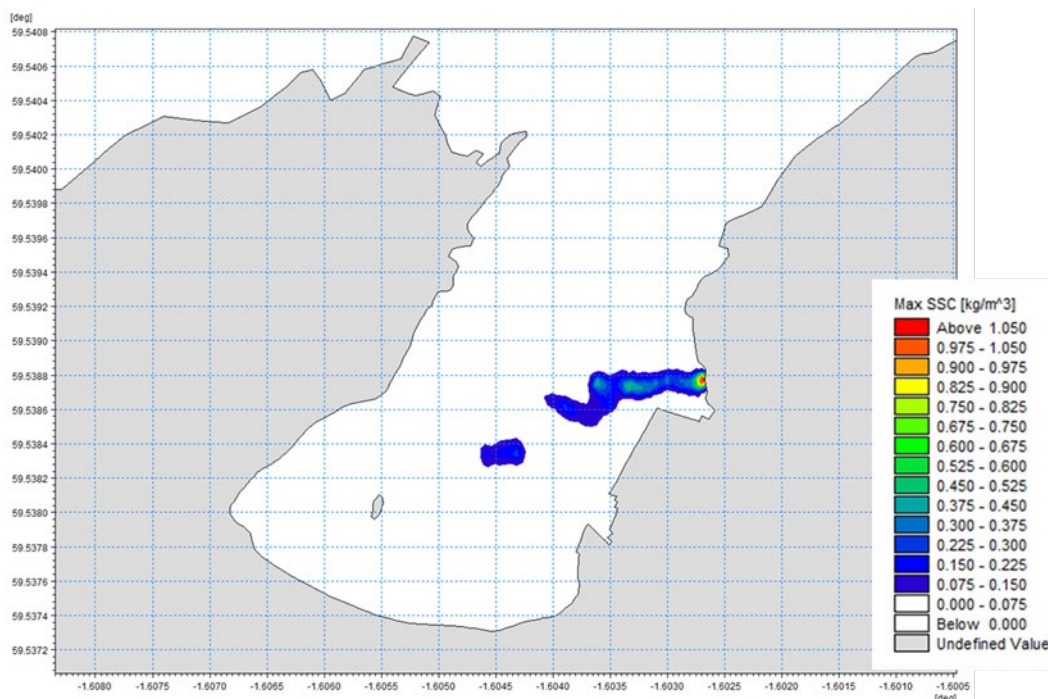 [deg]
59.5408
59.5406
59.5404
59.5402
59.5400
59.5398
59.5396
59.5394
59.5392
59.5390
59.5388
59.5386
59.5384
59.5382
59.5380
59.5378
59.5376
59.5374
59.5372
-1.6080 -1.6075 -1.6070 -1.6065 -1.6060 -1.6055 -1.6050 -1.6045 -1.6040 -1.6035 -1.6030 -1.6025 -1.6020 -1.6015 -1.6010 -1.6005
[deg]
Max SSC [kg/m^3]
Above 1.050
0.975 - 1.050
0.900 - 0.975
0.825 - 0.900
0.750 - 0.825
0.675 - 0.750
0.600 - 0.675
0.525 - 0.600
0.450 - 0.525
0.375 - 0.450
0.300 - 0.375
0.225 - 0.300
0.150 - 0.225
0.075 - 0.150
0.000 - 0.075
Below 0.000
Undefined Value